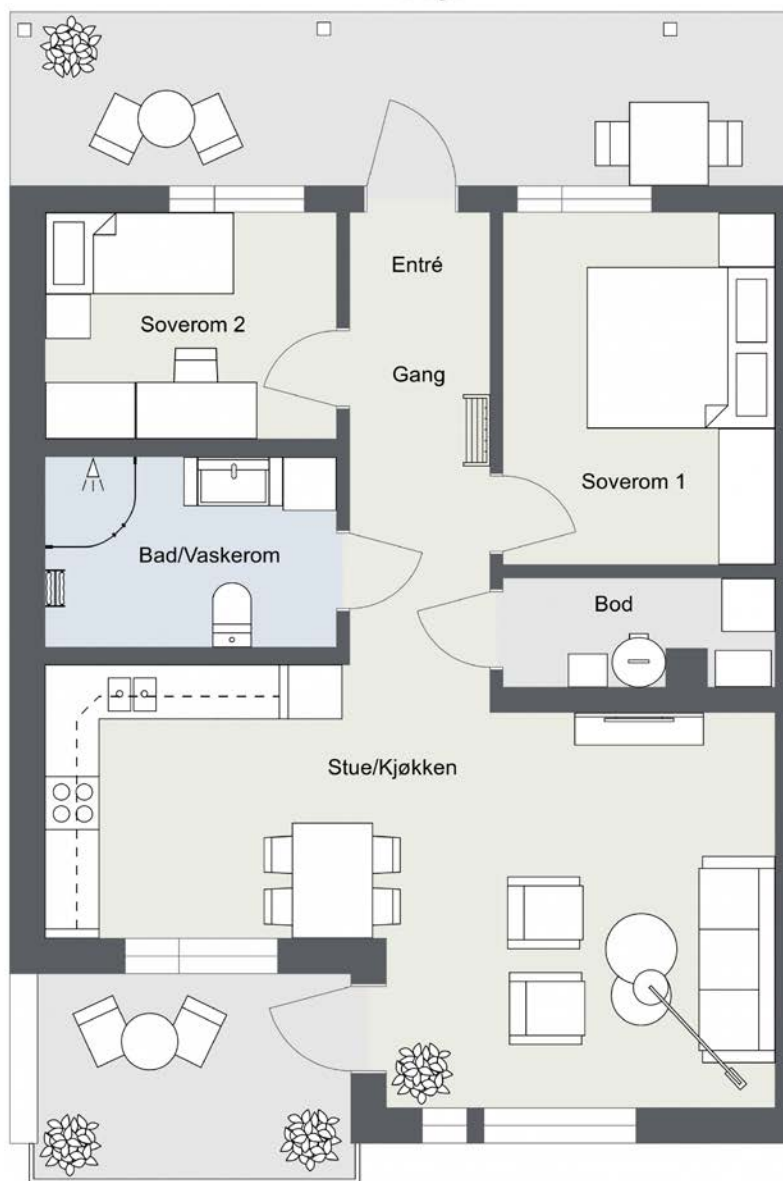 Entré
Soverom 2
Gang
Soverom 1
Bad/Vaskerom
Bod
Stue/Kjøkken